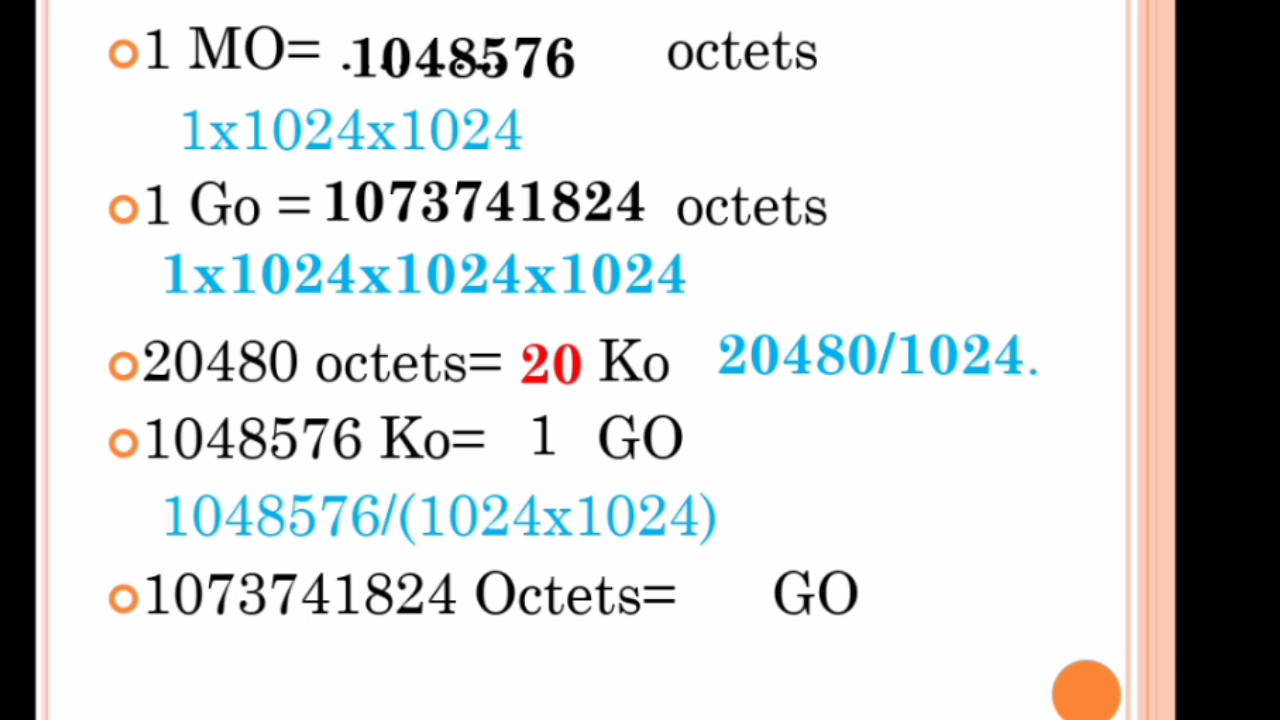 1 MO= 1048576 octets
1x1024x1024
1 Go = 1073741824 octets
1x1024x1024x1024
20480 octets= 20 Ko 20480/1024.
1048576 Ko= 1 GO
1048576/(1024x1024)
1073741824 Octets= GO